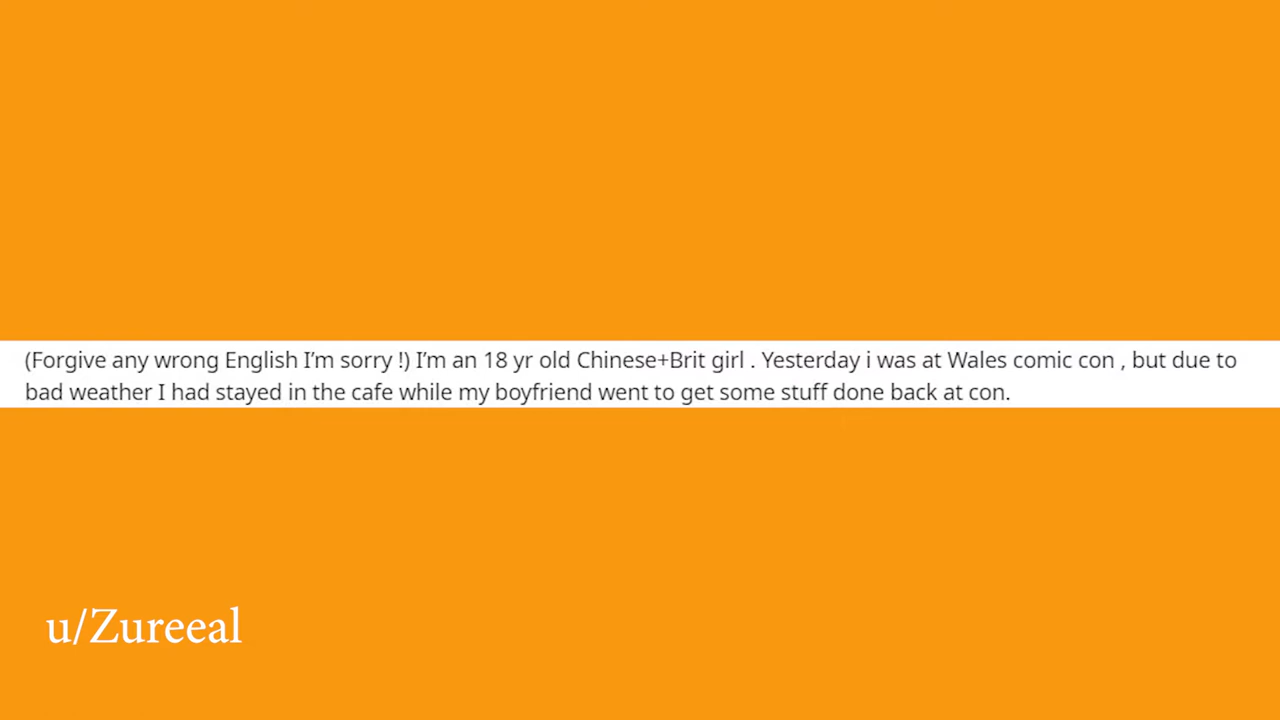 (Forgive any wrong English I’m sorry !) I’m an 18 yr old Chinese+Brit girl . Yesterday i was at Wales comic con , but due to
bad weather I had stayed in the cafe while my boyfriend went to get some stuff done back at con.
u/Zureeal